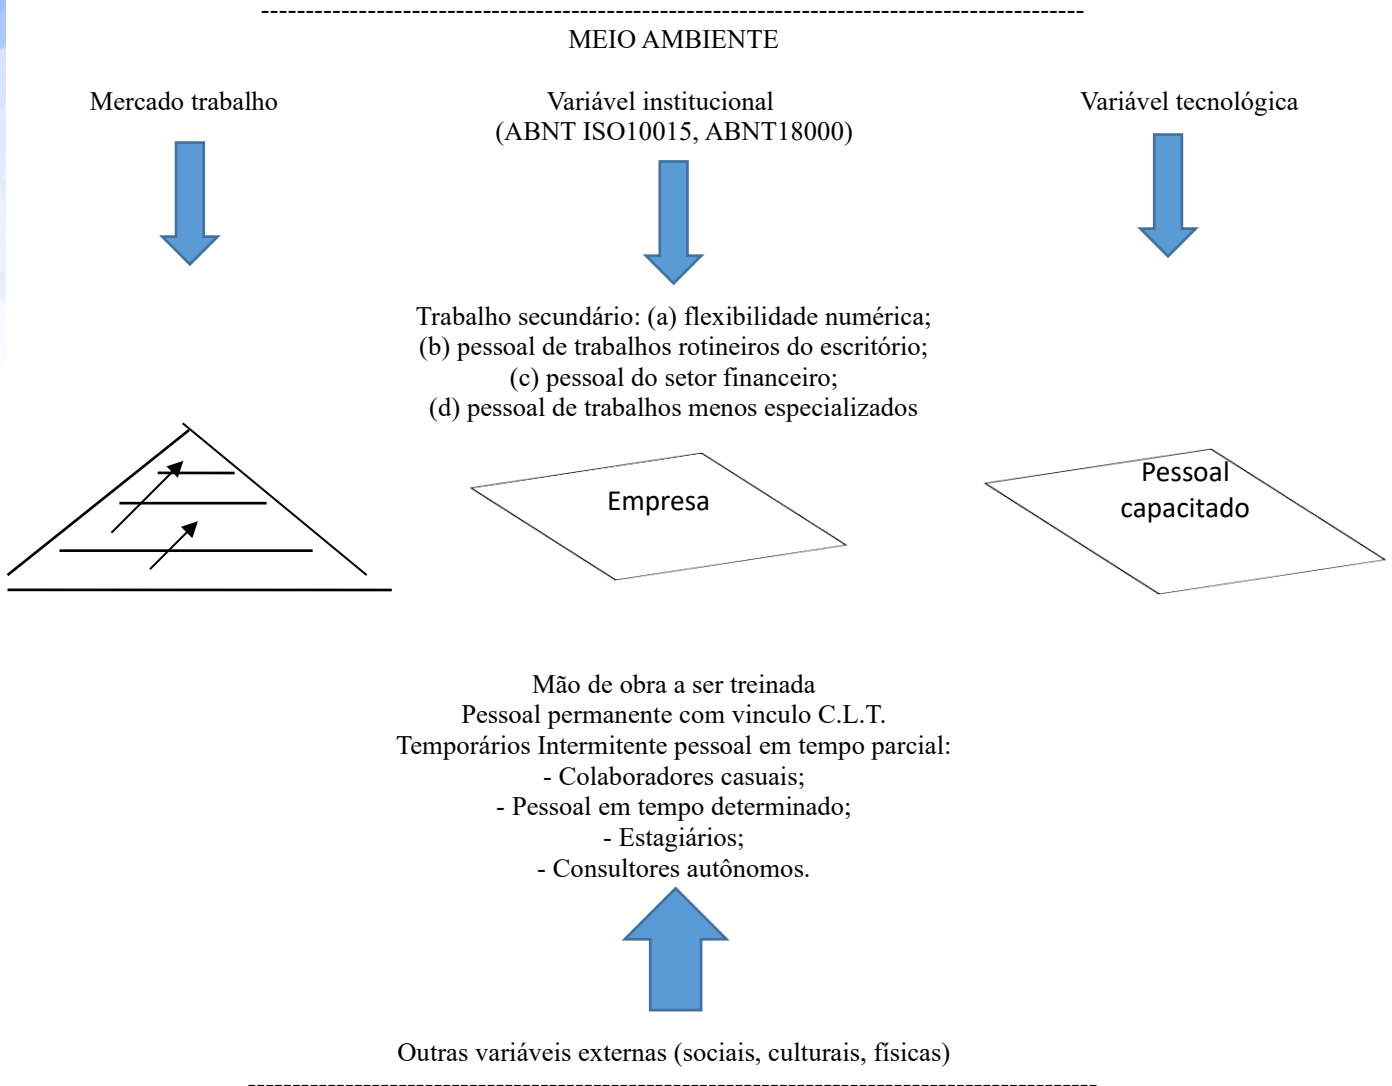 MEIO AMBIENTE
Mercado trabalho
Variável institucional
(ABNT ISO10015, ABNT18000)
Variável tecnológica
Trabalho secundário: (a) flexibilidade numérica;
(b) pessoal de trabalhos rotineiros do escritório;
(c) pessoal do setor financeiro;
(d) pessoal de trabalhos menos especializados
Empresa
Pessoal
capacitado
Mão de obra a ser treinada
Pessoal permanente com vinculo C.L.T.
Temporários Intermitente pessoal em tempo parcial:
- Colaboradores casuais;
- Pessoal em tempo determinado;
- Estagiários;
- Consultores autônomos.
Outras variáveis externas (sociais, culturais, físicas)